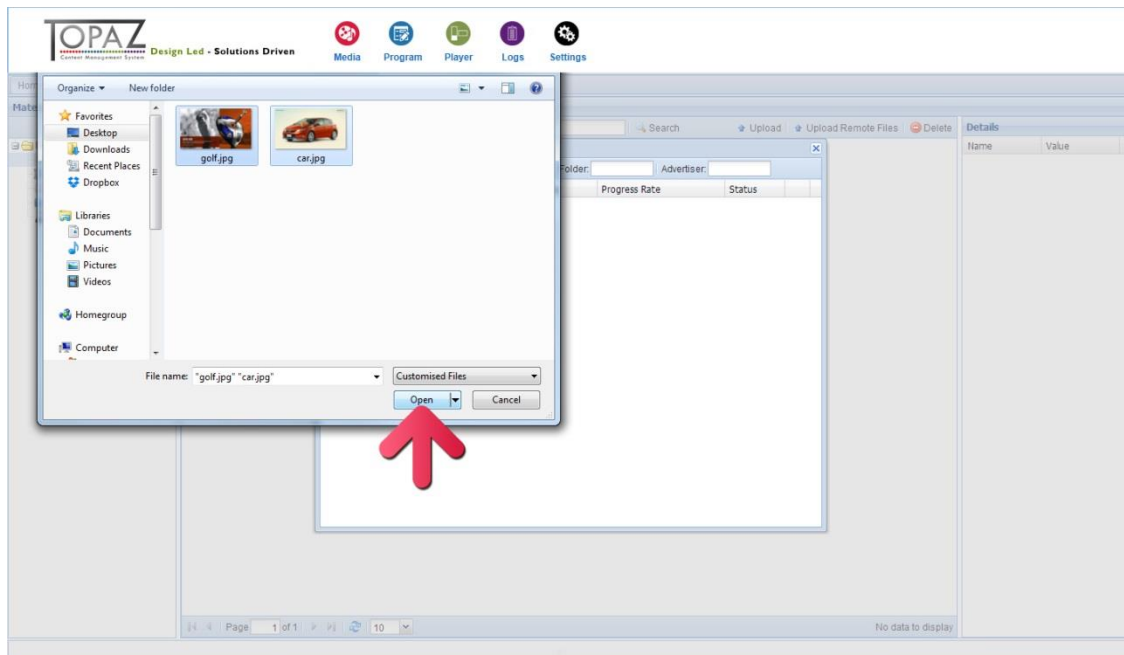 TOPAZ
Content Management System
Design Led - Solutions Driven
Media
Program
Player
Logs
Settings
Organize
New folder
Favorites
Desktop
Downloads
Recent Places
Dropbox
Libraries
Documents
Music
Pictures
Videos
Homegroup
Computer
golf.jpg
car.jpg
File name: "golf.jpg" "car.jpg"
Customised Files
Open
Cancel
Search
Upload
Upload Remote Files
Delete
Details
Name
Value
Folder:
Advertiser:
Progress Rate
Status
Page 1 of 1
10
No data to display